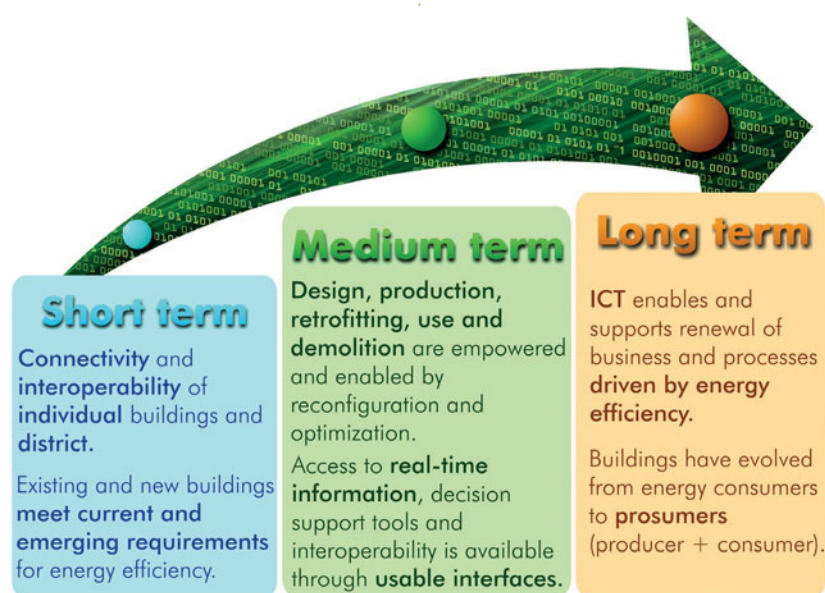 Short term
Connectivity and
interoperability of
individual buildings and
district.
Existing and new buildings
meet current and
emerging requirements
for energy efficiency.
Medium term
Design, production,
retrofitting, use and
demolition are empowered
and enabled by
reconfiguration and
optimization.
Access to real-time
information, decision
support tools and
interoperability is available
through usable interfaces.
Long term
ICT enables and
supports renewal of
business and processes
driven by energy
efficiency.
Buildings have evolved
from energy consumers
to prosumers
(producer + consumer).